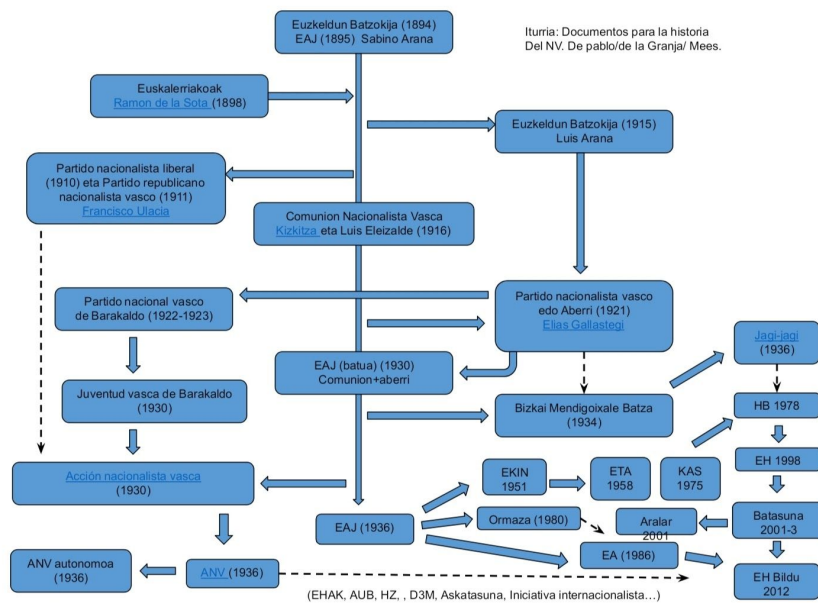 Euzkeldun Batzokija (1894)
EAJ (1895) Sabino Arana
Iturria: Documentos para la historia
Del NV. De pablo/de la Granja/ Mees.
Euskalerriakoak
Ramon de la Sota (1898)
Euzkeldun Batzokija (1915)
Luis Arana
Partido nacionalista liberal
(1910) eta Partido republicano
nacionalista vasco (1911)
Francisco Ulacia
Comunion Nacionalista Vasca
Kizkitza eta Luis Eleizalde (1916)
Partido nacional vasco
de Barakaldo (1922-1923)
Partido nacionalista vasco
edo Aberri (1921)
Elias Gallastegi
Jagi-jagi
(1936)
EAJ (batua) (1930)
Comunion+aberri
Juventud vasca de Barakaldo
(1930)
Bizkai Mendigoixale Batza
(1934)
HB 1978
Acción nacionalista vasca
(1930)
EKIN
1951
ETA
1958
KAS
1975
EH 1998
EAJ (1936)
Ormaza (1980)
Aralar
2001
Batasuna
2001-3
EA (1986)
ANV autonomoa
(1936)
ANV (1936)
EH Bildu
2012
(EHAK, AUB, HZ, , D3M, Askatasuna, Iniciativa internacionalista…)